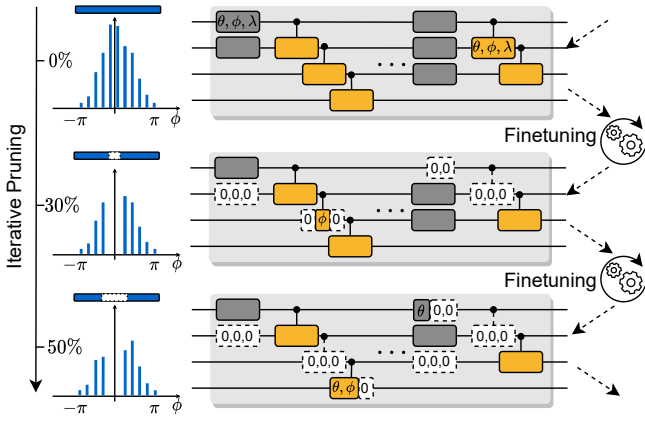 Iterative Pruning
0%
−π π ϕ
θ, ϕ, λ
θ, ϕ, λ
...
Finetuning
30%
−π π ϕ
0,0
0,0,0 0,0,0
0 ϕ 0
...
Finetuning
50%
−π π ϕ
θ 0,0
0,0,0 0,0,0
0,0,0 ... 0,0,0
θ, ϕ 0